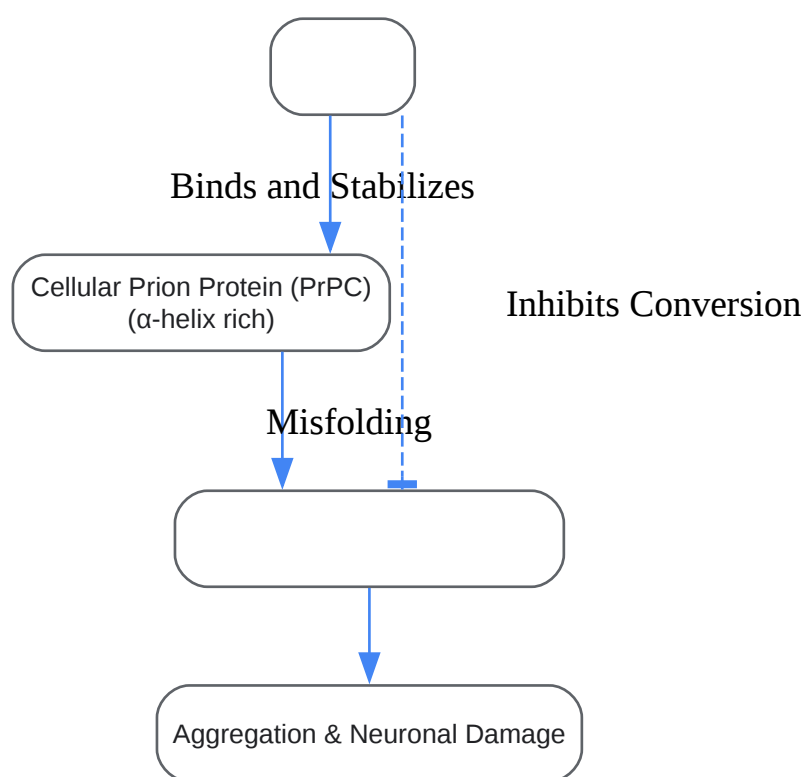 Binds and Stabilizes
Cellular Prion Protein (PrPC)
(α-helix rich)
Inhibits Conversion
Misfolding
Aggregation & Neuronal Damage